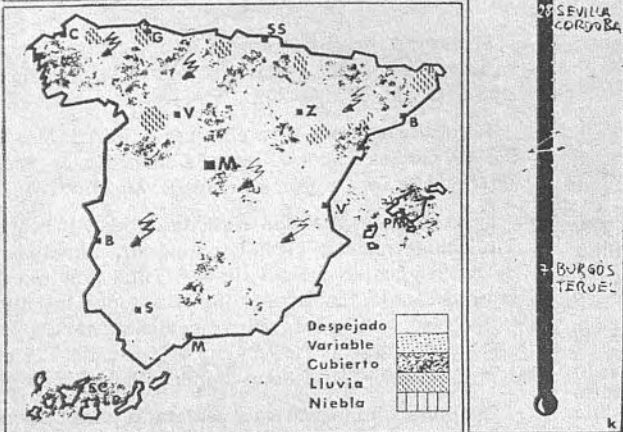 C
G
SS
V
Z
B
M
V
PM
B
S
M
Despejado
Variable
Cubierto
Lluvia
Niebla
28 SEVILLA
CORDOBA
7 BURGOS
TERUEL
k